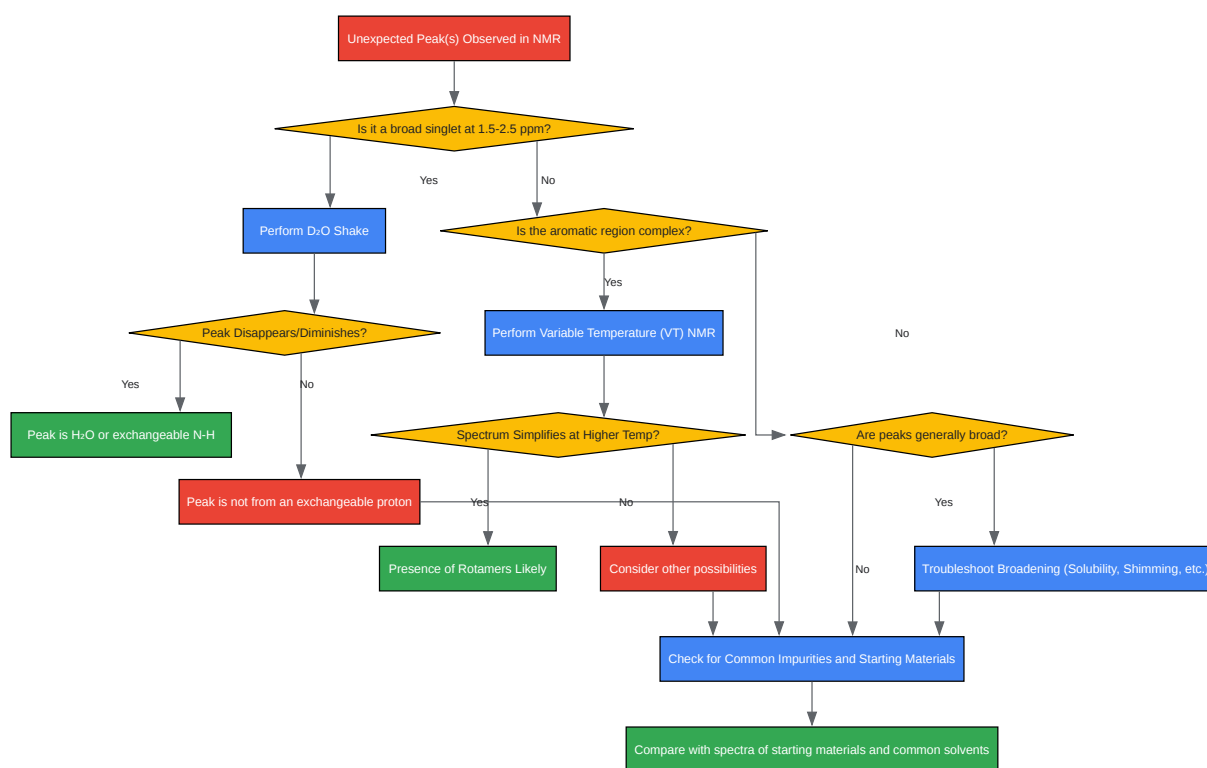 Unexpected Peak(s) Observed in NMR
Is it a broad singlet at 1.5-2.5 ppm?
Yes
No
Perform D₂O Shake
Is the aromatic region complex?
Yes
Peak Disappears/Diminishes?
Perform Variable Temperature (VT) NMR
No
Yes
No
Peak is H₂O or exchangeable N-H
Spectrum Simplifies at Higher Temp?
Are peaks generally broad?
Peak is not from an exchangeable proton
Yes
No
Yes
Presence of Rotamers Likely
Consider other possibilities
No
Troubleshoot Broadening (Solubility, Shimming, etc.)
Check for Common Impurities and Starting Materials
Compare with spectra of starting materials and common solvents